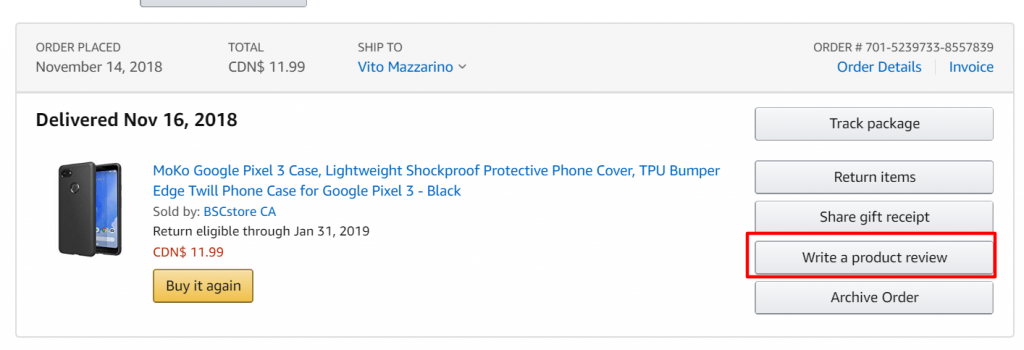 ORDER PLACED
November 14, 2018
TOTAL
CDN$ 11.99
SHIP TO
Vito Mazzarino
ORDER # 701-5239733-8557839
Order Details
Invoice
Delivered Nov 16, 2018
MoKo Google Pixel 3 Case, Lightweight Shockproof Protective Phone Cover, TPU Bumper
Edge Twill Phone Case for Google Pixel 3 - Black
Sold by: BSCstore CA
Return eligible through Jan 31, 2019
CDN$ 11.99
Buy it again
Track package
Return items
Share gift receipt
Write a product review
Archive Order